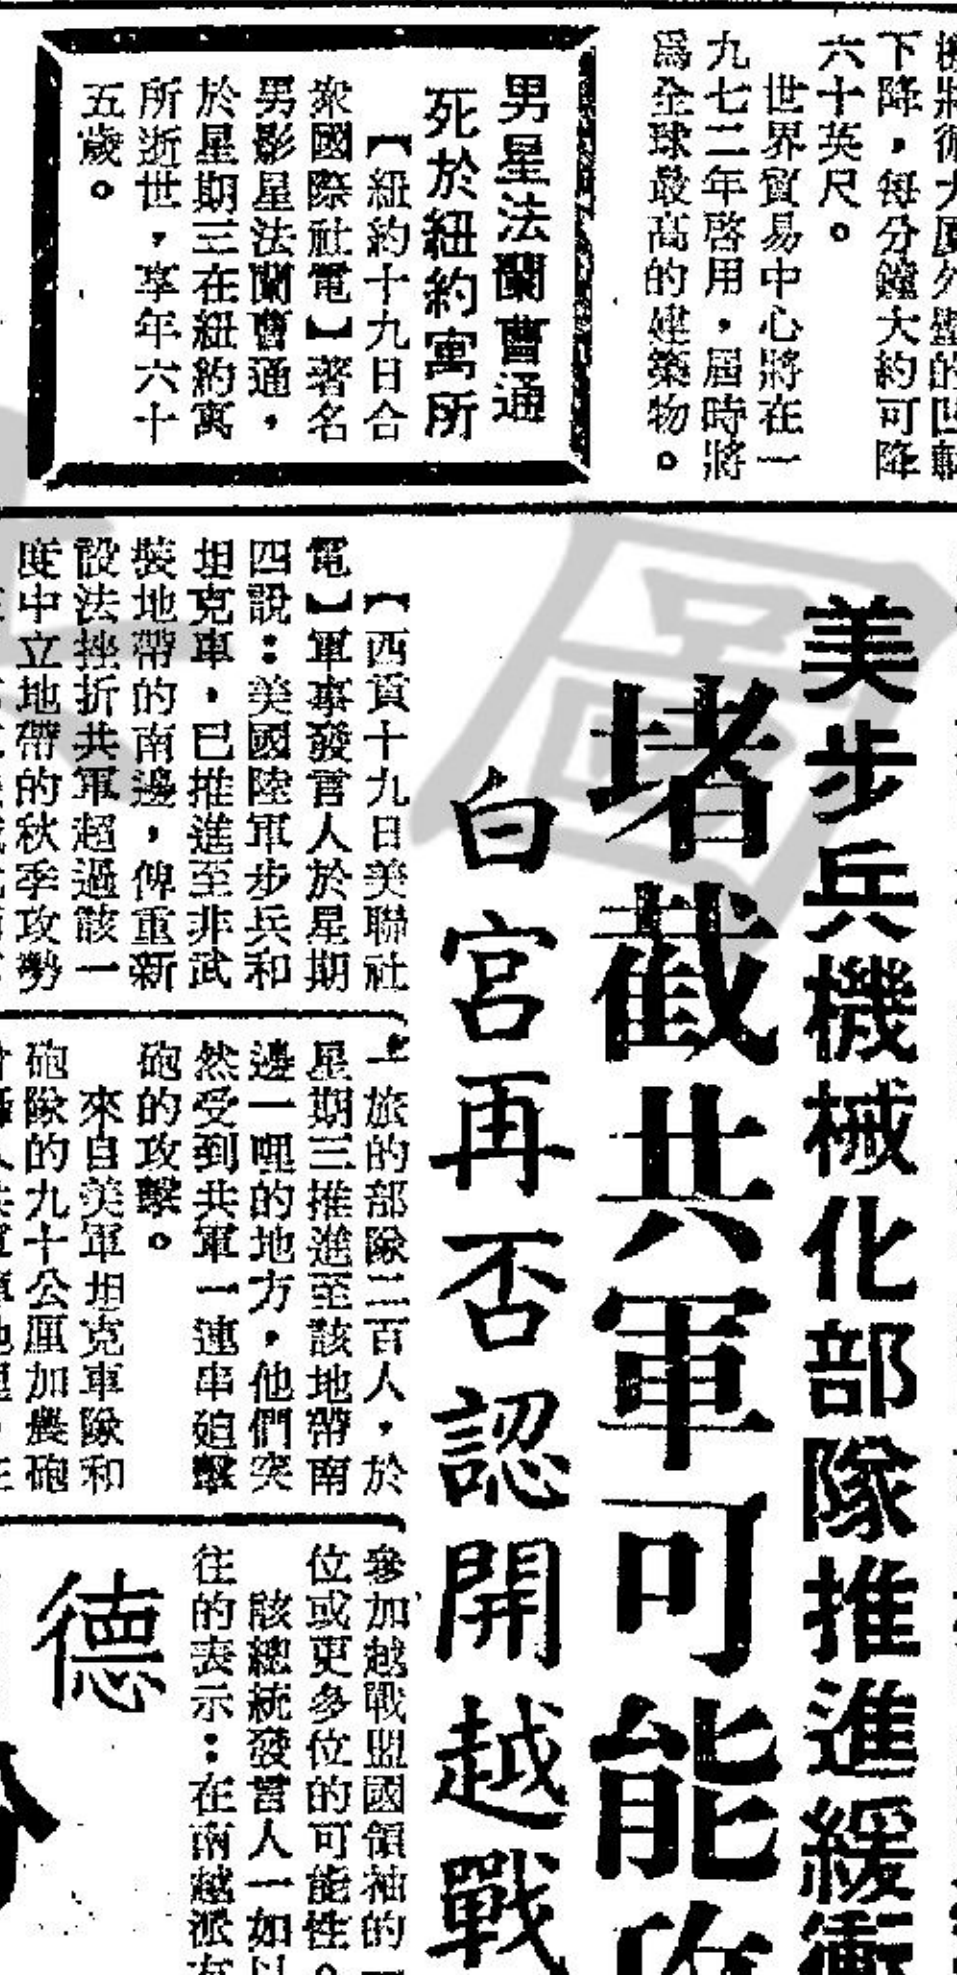 下降，每分鐘大約可降
六十英尺。
世界貿易中心將在一
九七二年啓用，屆時將
爲全球最高的建築物。
男星法蘭曹通
死於紐約寓所
【紐約十九日合
衆國際社電】著名
男影星法蘭曹通，
於星期三在紐約寓
所逝世，享年六十
五歲。
美步兵機械化部隊推進緩衝
堵截共軍可能攻
白宮再否認開越戰
【西貢十九日美聯社
電】軍事發言人於星期
四說：美國陸軍步兵和
坦克車，已推進至非武
裝地帶的南邊，俾重新
設法挫折共軍超過該一
度中立地帶的秋季攻勢
旅的部隊二百人，於
星期三推進至該地帶南
邊一哩的地方，他們突
然受到共軍一連串迫擊
砲的攻擊。
來自美軍坦克車隊和
砲隊的九十公厘加農砲
參加越戰盟國領袖的一
位或更多位的可能性。
該總統發言人一如以
往的表示：在南越派有
德
圖